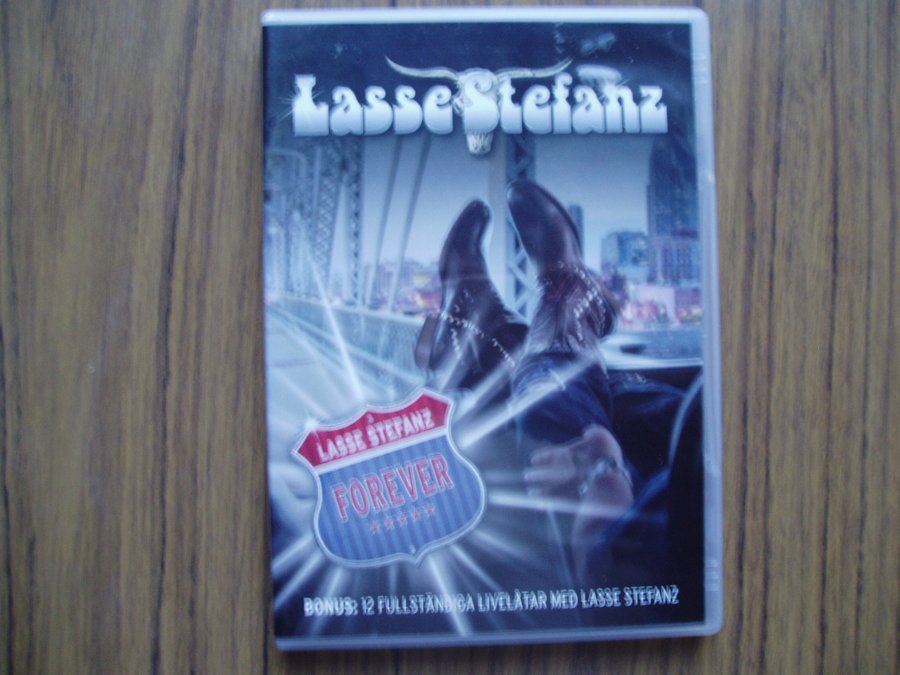 Lasse Stefanz
LASSE STEFANZ
FOREVER
BONUS: 12 FULLSTÄNDIGA LIVELÅTAR MED LASSE STEFANZ